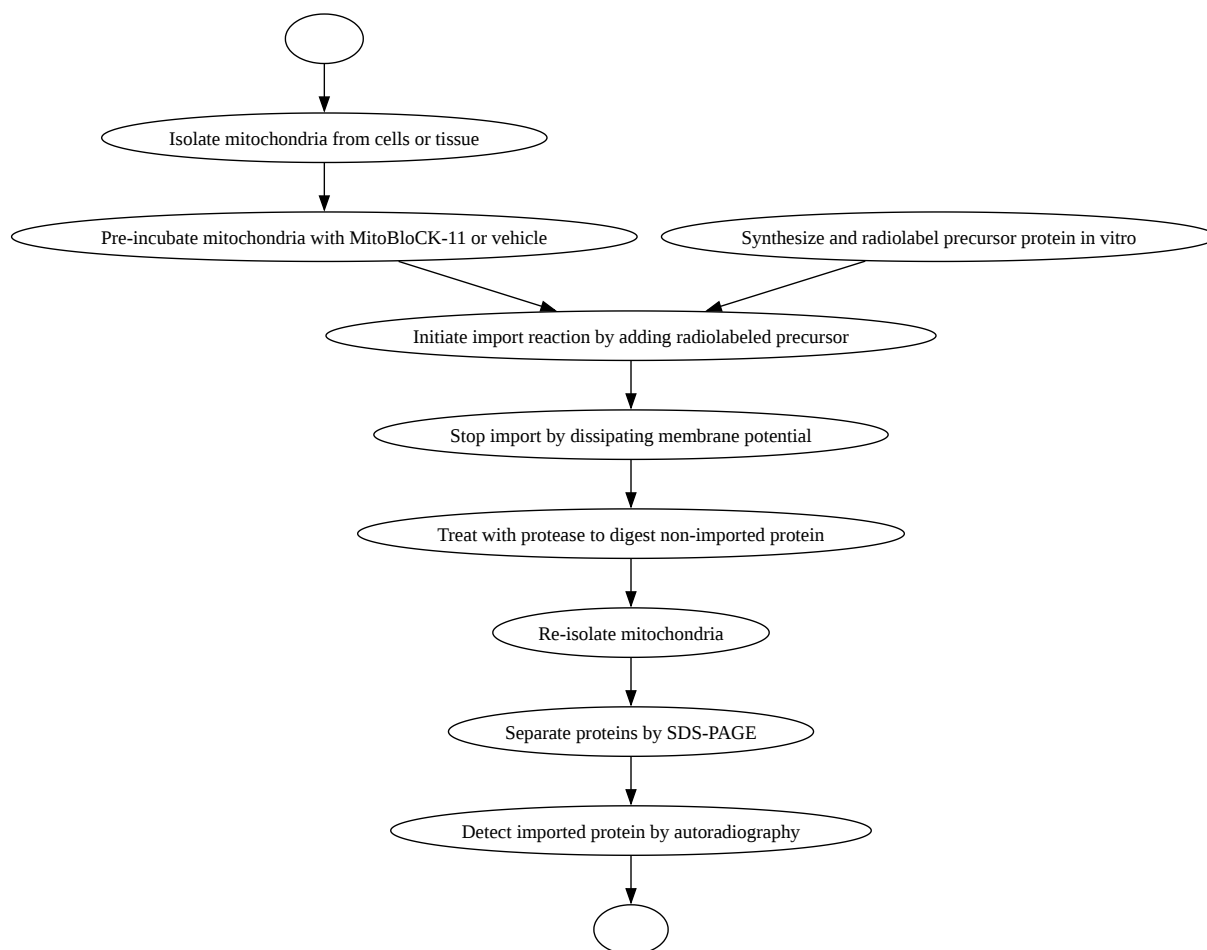 Isolate mitochondria from cells or tissue
Pre-incubate mitochondria with MitoBloCK-11 or vehicle
Synthesize and radiolabel precursor protein in vitro
Initiate import reaction by adding radiolabeled precursor
Stop import by dissipating membrane potential
Treat with protease to digest non-imported protein
Re-isolate mitochondria
Separate proteins by SDS-PAGE
Detect imported protein by autoradiography